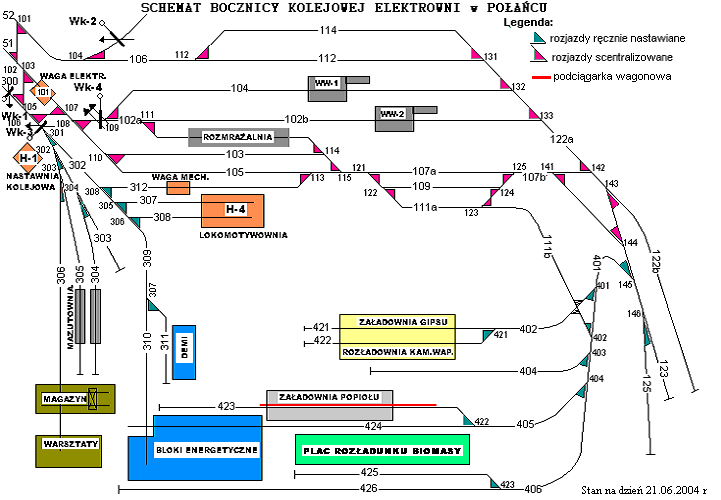 SCHEMAT BOCZNICY KOLEJOWEJ ELEKTROWNI w POŁAŃCU
Legenda:
rozjazdy ręcznie nastawiane
rozjazdy scentralizowane
podciągarka wagonowa
52
101
Wk-2
51
106
104
112
114
112
131
102
103
WAGA ELEKTR.
300
101
Wk-4
104
WW-1
132
105
107
111
Wk-1
106
108
109
102a
102b
WW-2
133
Wk-3
301
ROZMRAŻALNIA
122a
302
H-1
110
103
114
303
302
105
121
107a
125
141
142
NASTAWNIA
KOLEJOWA
304
308
312
WAGA MECH.
113
115
122
109
124
107b
143
305
307
H-4
111a
123
306
308
303
LOKOMOTYWOWNIA
144
309
111b
401
122b
306
305
304
145
307
401
MAZUTOWNIA
146
310
311
DEMI
421
ZAŁADOWNIA GIPSU
402
421
422
ROZŁADOWNIA KAM.WAP.
402
403
404
404
123
125
MAGAZYN
423
ZAŁADOWNIA POPIOŁU
424
422
405
WARSZTATY
BLOKI ENERGETYCZNE
PLAC ROZŁADUNKU BIOMASY
425
423
426
406
Stan na dzień 21.06.2004 r